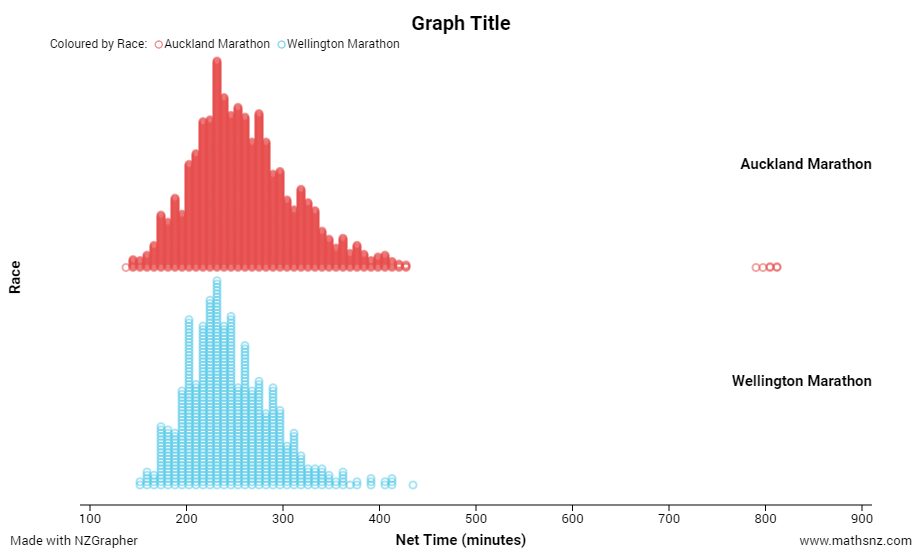 Graph Title
Coloured by Race: Auckland Marathon Wellington Marathon
Auckland Marathon
Race
Wellington Marathon
100 200 300 400 500 600 700 800 900
Made with NZGrapher Net Time (minutes) www.mathsnz.com